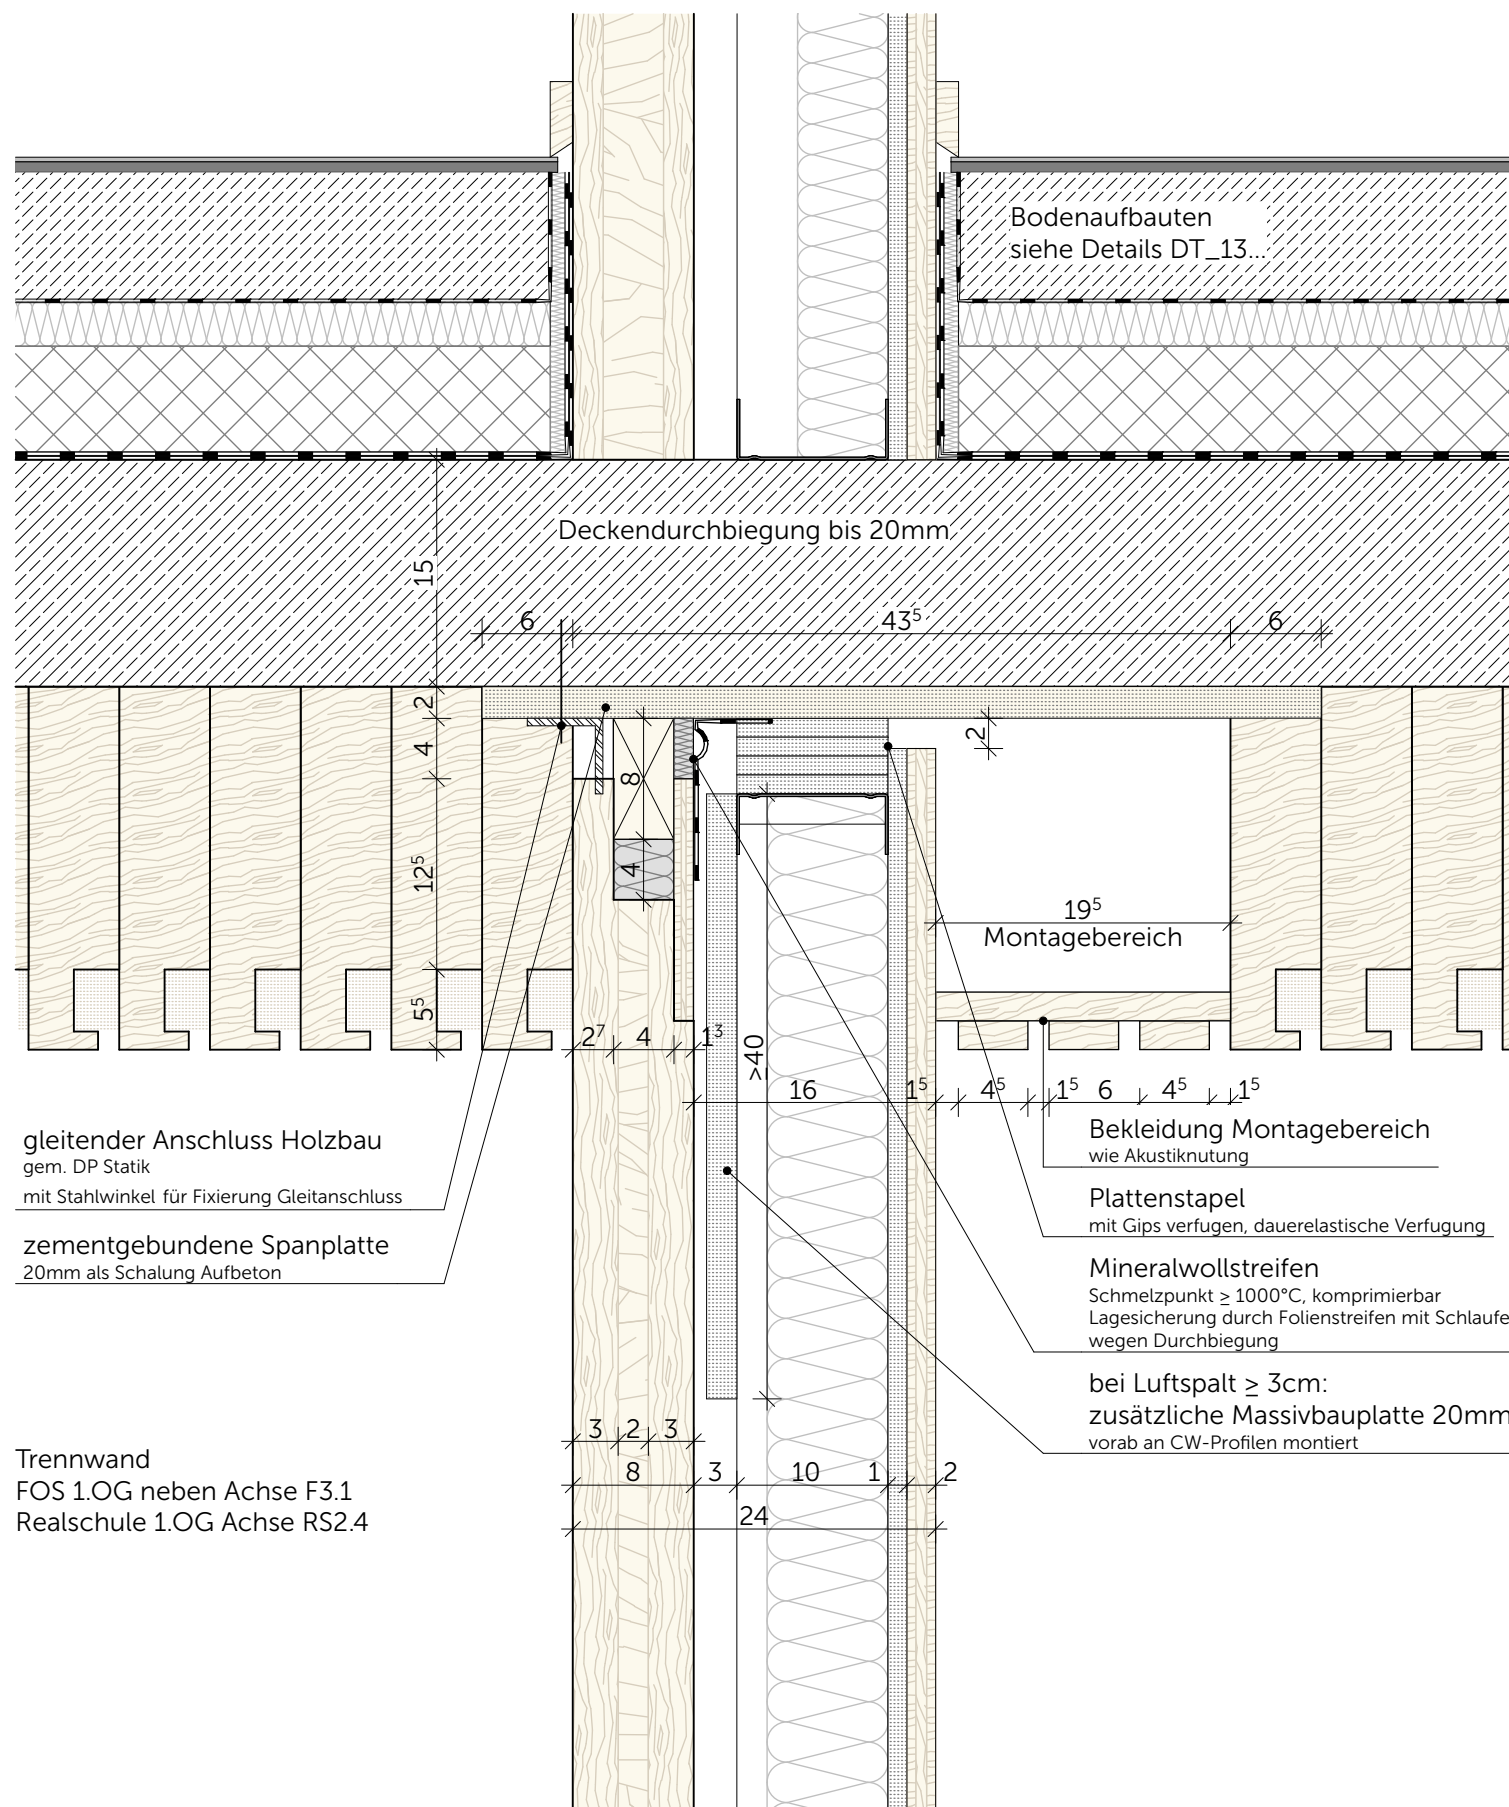 Bodenaufbauten
siehe Details DT_13...
Deckendurchbiegung bis 20mm
15
6
43⁵
6
2
4
12⁵
5⁵
8
4
2
19⁵
Montagebereich
2⁷
4
1³
≥40
16
1⁵
4⁵
1⁵
6
4⁵
1⁵
gleitender Anschluss Holzbau
gem. DP Statik
mit Stahlwinkel für Fixierung Gleitanschluss
zementgebundene Spanplatte
20mm als Schalung Aufbeton
Bekleidung Montagebereich
wie Akustiknutung
Plattenstapel
mit Gips verfugen, dauerelastische Verfugung
Mineralwollstreifen
Schmelzpunkt ≥ 1000°C, komprimierbar
Lagesicherung durch Folienstreifen mit Schlaufe
wegen Durchbiegung
bei Luftspalt ≥ 3cm:
zusätzliche Massivbauplatte 20mm
vorab an CW-Profilen montiert
3
2
3
8
3
10
1
2
24
Trennwand
FOS 1.OG neben Achse F3.1
Realschule 1.OG Achse RS2.4